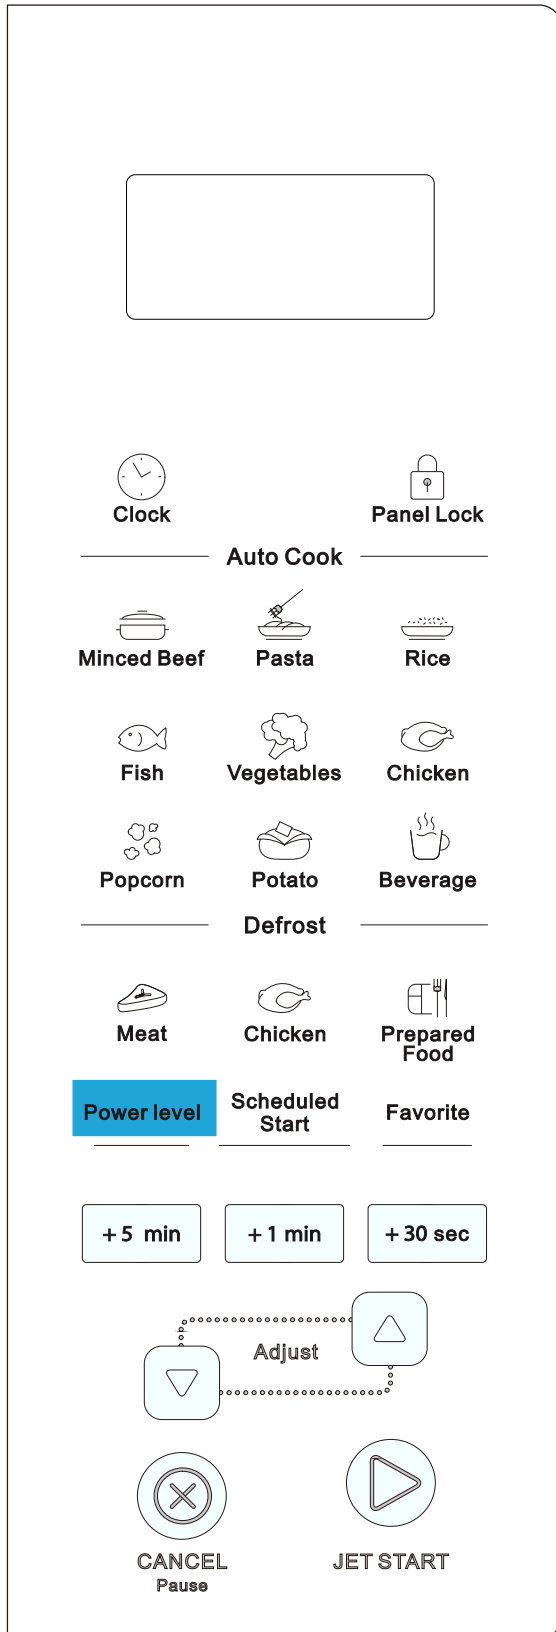 Clock Panel Lock
Auto Cook
Minced Beef Pasta Rice
Fish Vegetables Chicken
Popcorn Potato Beverage
Defrost
Meat Chicken Prepared
Food
Power level Scheduled
Start
Favorite
+ 5 min + 1 min + 30 sec
Adjust
CANCEL JET START
Pause